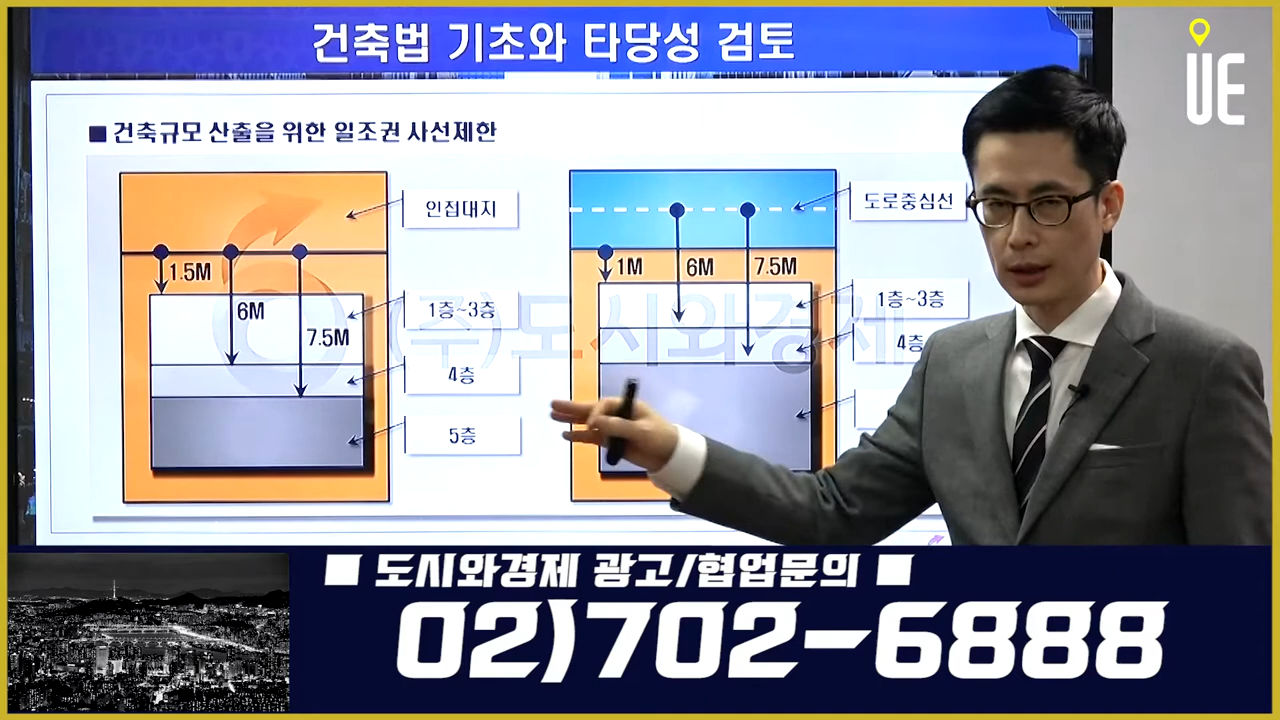 건축법 기초와 타당성 검토
UE
■ 건축규모 산출을 위한 일조권 사선제한
인접대지
1.5M
6M
7.5M
1층~3층
4층
5층
도로중심선
1M
6M
7.5M
1층~3층
4층
(주)도시와경제
■ 도시와경제 광고/협업문의 ■
02)702-6888